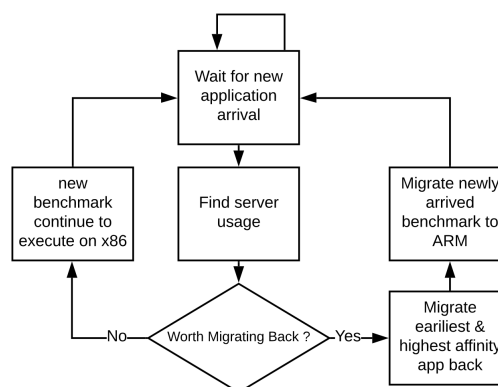 Wait for new
application
arrival
new
benchmark
continue to
execute on x86
Find server
usage
Migrate newly
arrived
benchmark to
ARM
No
Worth Migrating Back ?
Yes
Migrate
eariliest &
highest affinity
app back